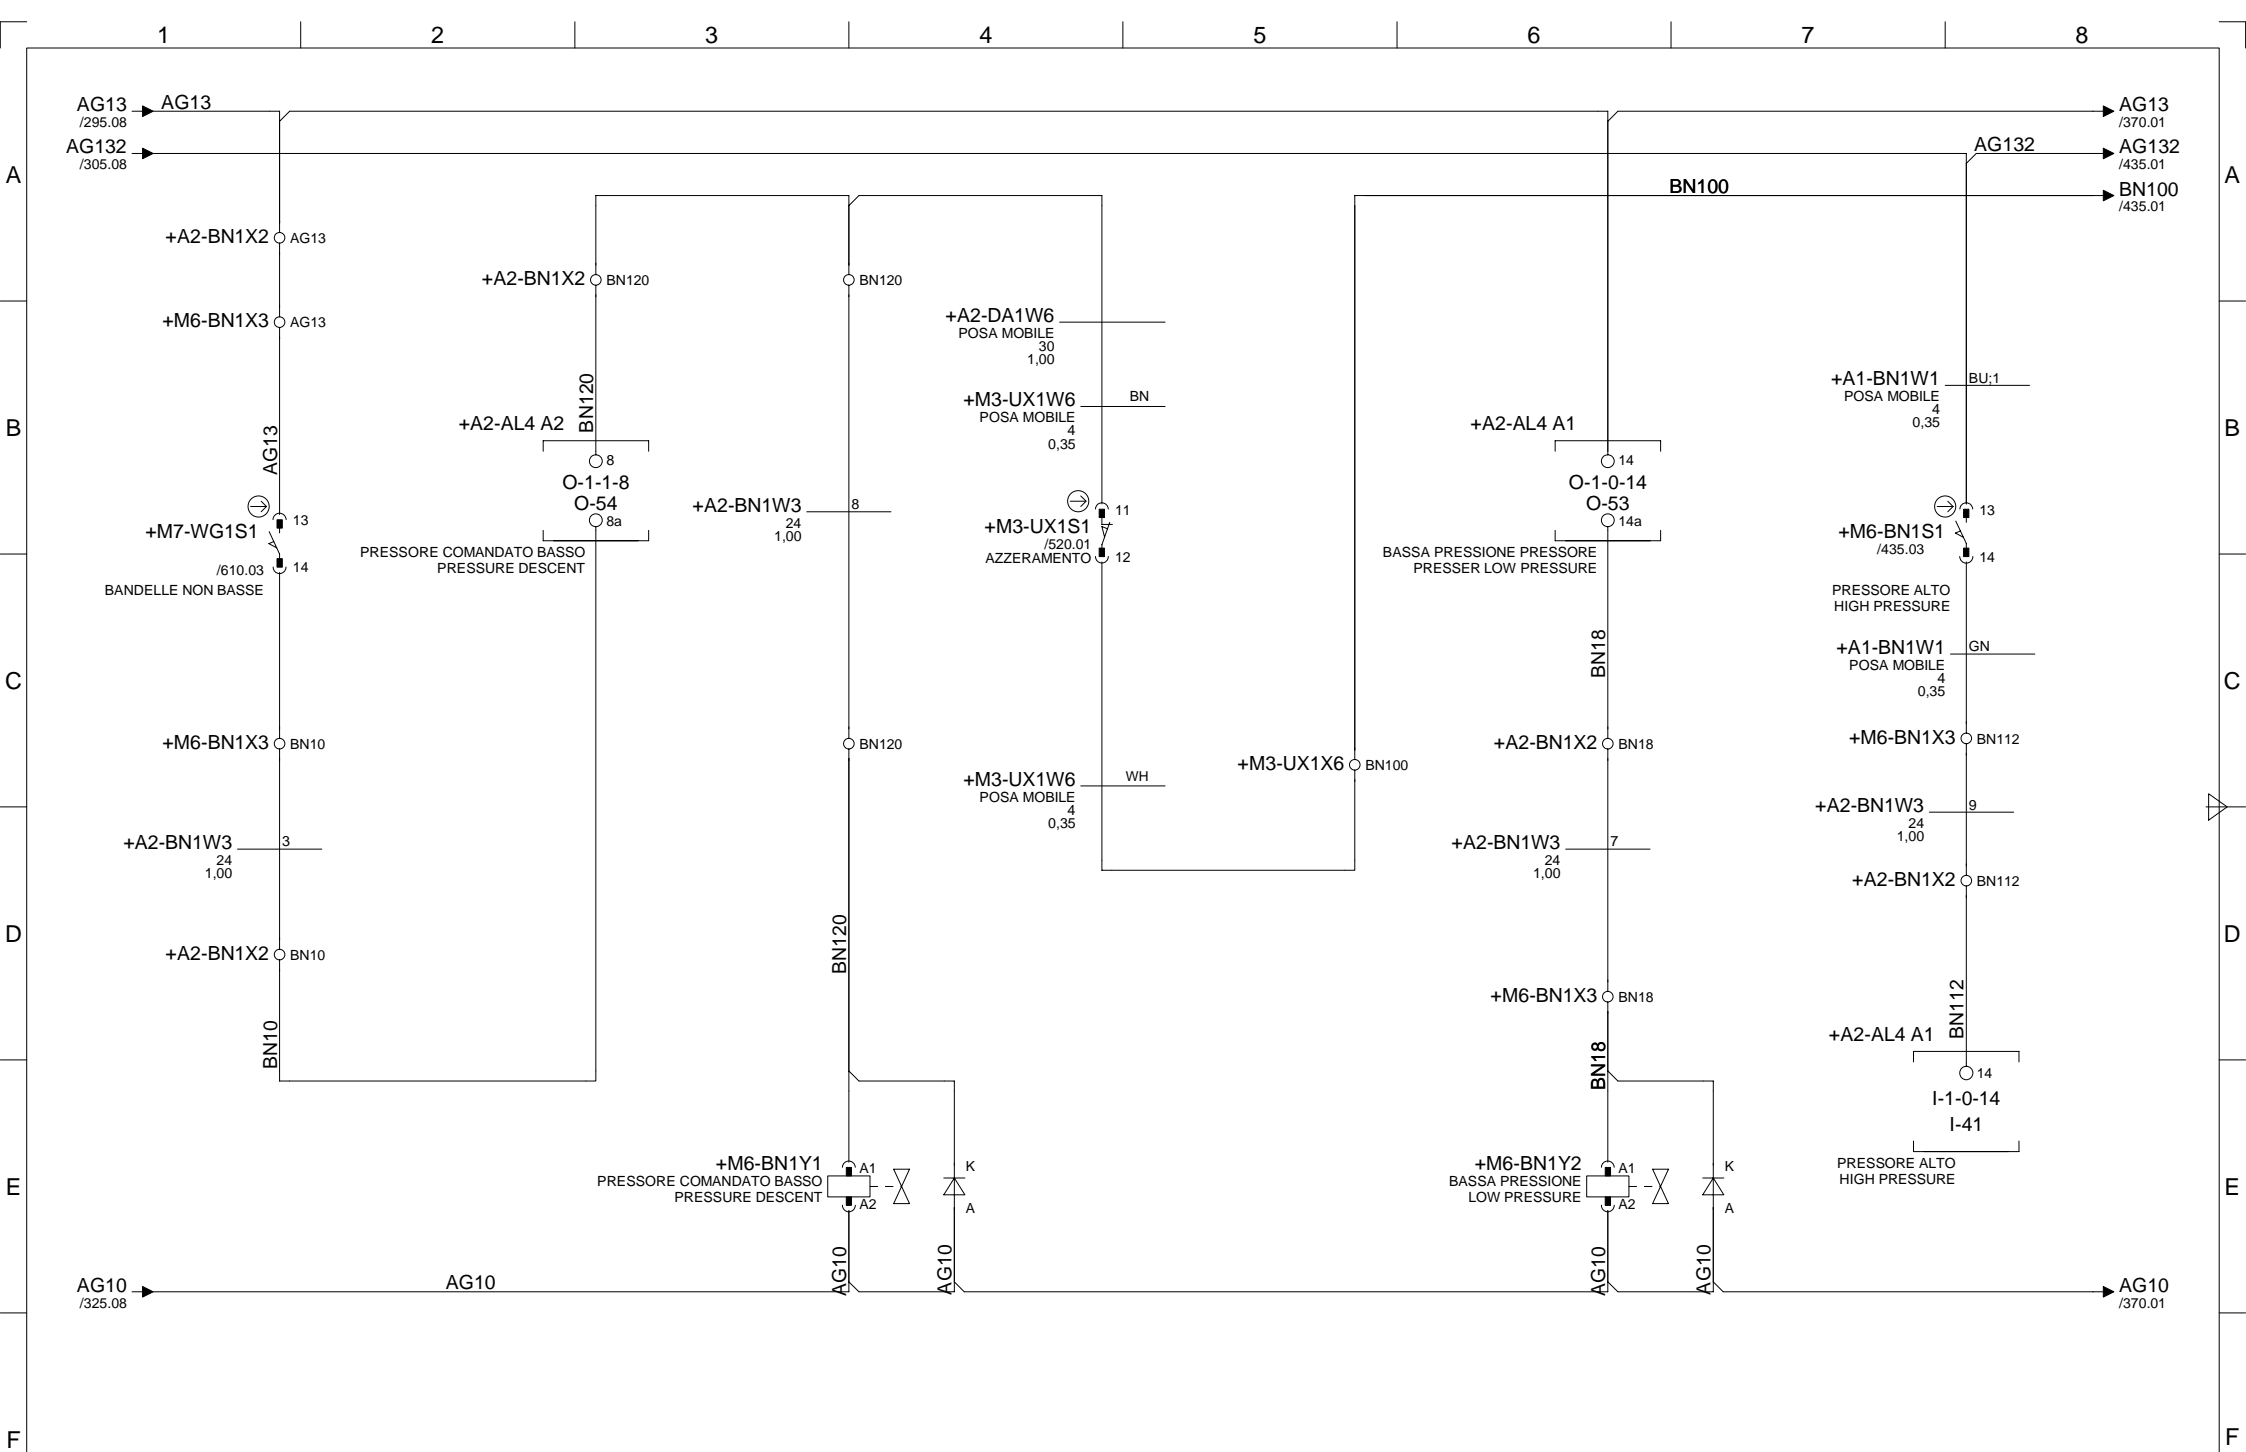 1 2 3 4 5 6 7 8
AG13 AG13 AG13
/295.08 /370.01
AG132 AG132 AG132
/305.08 /435.01
A A
BN100 BN100
/435.01
+A2-BN1X2 AG13
+A2-BN1X2 BN120 BN120
+M6-BN1X3 AG13
+A2-DA1W6
POSA MOBILE
30
1,00
AG13
BN120
+A2-AL4 A2
8
O-1-1-8
O-54
8a
PRESSORE COMANDATO BASSO
PRESSURE DESCENT
+M3-UX1W6 BN
POSA MOBILE
4
0,35
+A2-AL4 A1
14
O-1-0-14
O-53
14a
BASSA PRESSIONE PRESSORE
PRESSER LOW PRESSURE
+A1-BN1W1 BU;1
POSA MOBILE
4
0,35
B B
13
+M7-WG1S1
/610.03 14
BANDELLE NON BASSE
+A2-BN1W3 8
24
1,00
11
+M3-UX1S1
/520.01
AZZERAMENTO 12
13
+M6-BN1S1
/435.03
14
PRESSORE ALTO
HIGH PRESSURE
BN18
+A1-BN1W1 GN
POSA MOBILE
4
0,35
C C
+M6-BN1X3 BN10
BN120
+M3-UX1W6 WH
POSA MOBILE
4
0,35
+M3-UX1X6 BN100
+A2-BN1X2 BN18
+M6-BN1X3 BN112
+A2-BN1W3 9
24
1,00
+A2-BN1W3 3
24
1,00
+A2-BN1W3 7
24
1,00
+A2-BN1X2 BN112
D D
+A2-BN1X2 BN10
BN120
+M6-BN1X3 BN18
BN10
BN18
BN112
+A2-AL4 A1
14
I-1-0-14
I-41
PRESSORE ALTO
HIGH PRESSURE
+M6-BN1Y1 A1
PRESSORE COMANDATO BASSO
PRESSURE DESCENT A2
K
A
+M6-BN1Y2 A1
BASSA PRESSIONE
LOW PRESSURE A2
K
A
E E
AG10 AG10 AG10 AG10
AG10 AG10 AG10
/325.08 /370.01
F F